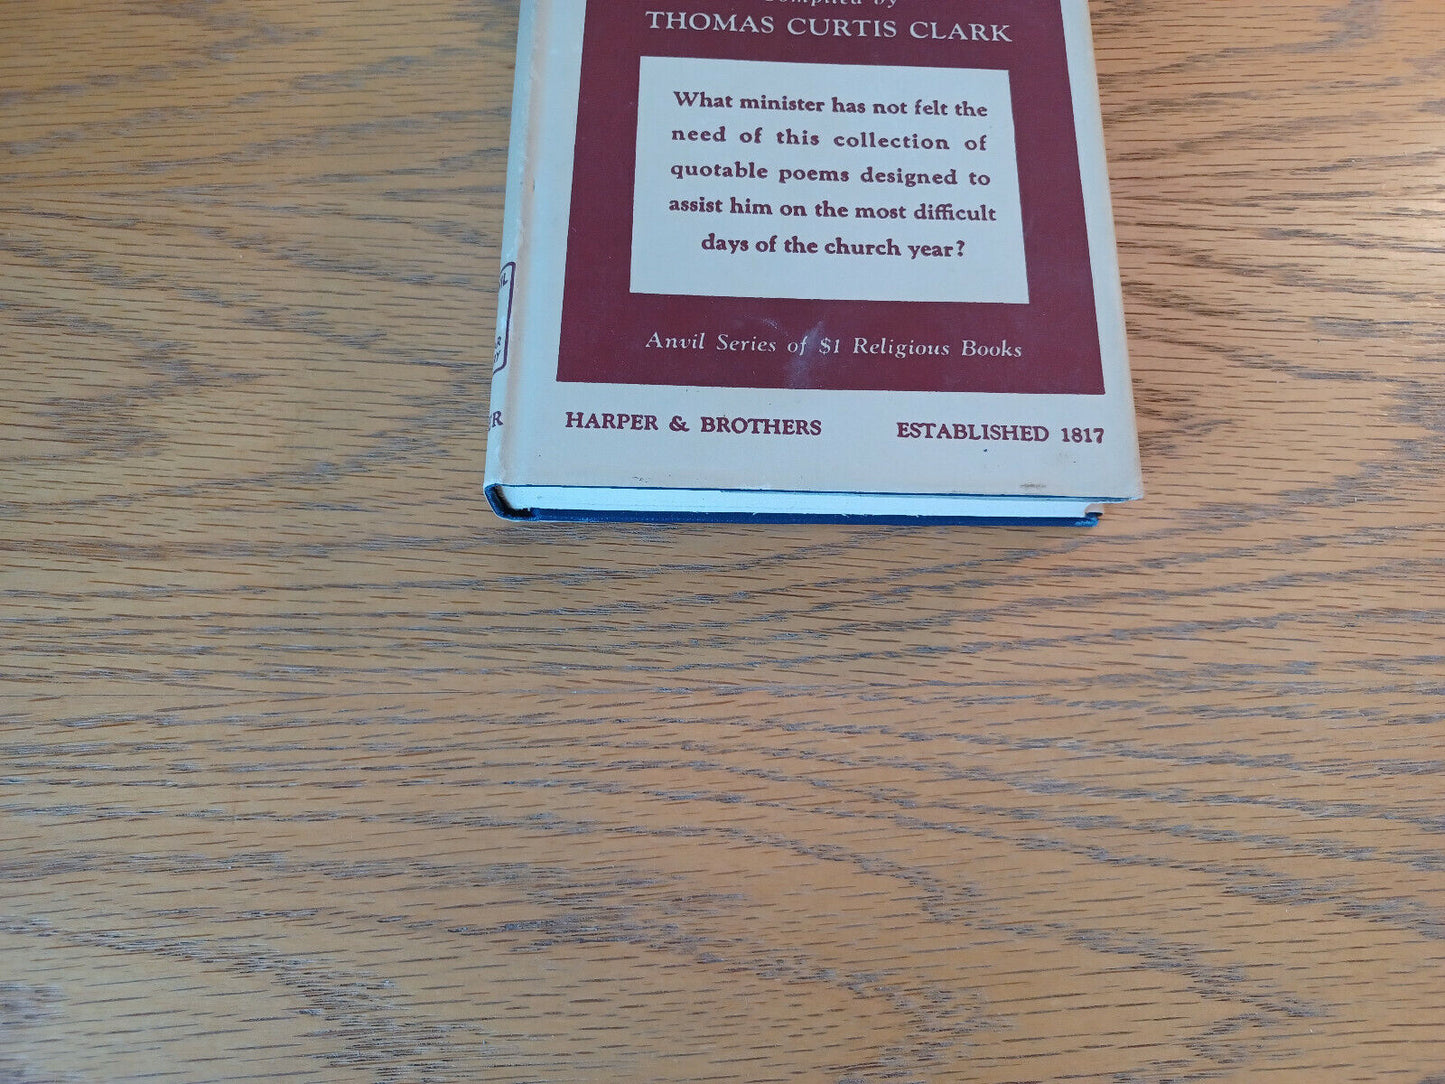 Compiled by
THOMAS CURTIS CLARK
What minister has not felt the
need of this collection of
quotable poems designed to
assist him on the most difficult
days of the church year?
Anvil Series of $1 Religious Books
HARPER & BROTHERS ESTABLISHED 1817